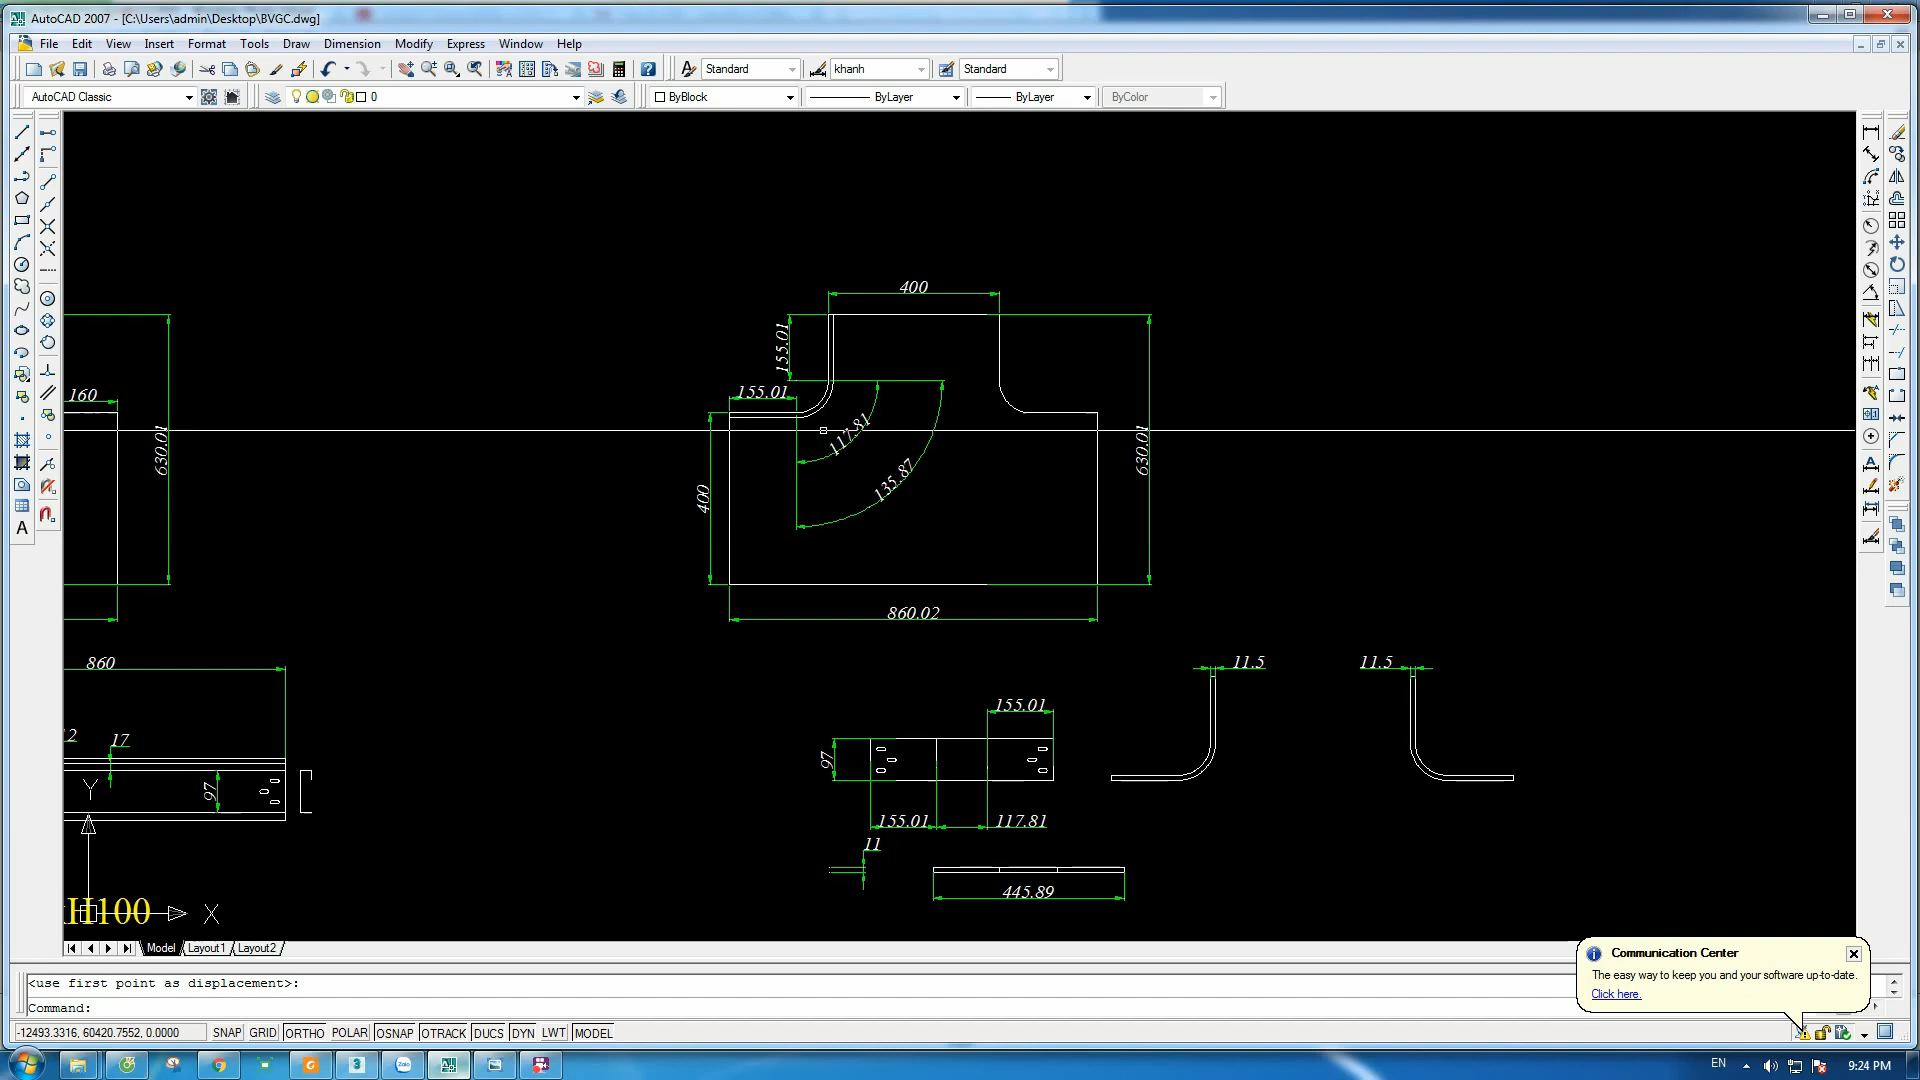 AutoCAD 2007 - [C:\Users\admin\Desktop\BVGC.dwg]
File Edit View Insert Format Tools Draw Dimension Modify Express Window Help
Standard khanh Standard
AutoCAD Classic 0 ByBlock ByLayer ByLayer ByColor
400
155.01
160
155.01
117.81
630.01
630.01
135.87
400
860.02
860
11.5
11.5
155.01
12
17
97
97
Y
155.01
117.81
11
445.89
H100
X
Model Layout1 Layout2
Communication Center
The easy way to keep you and your software up-to-date.
Click here.
<use first point as displacement>:
Command:
-12493.3316, 60420.7552, 0.0000 SNAP GRID ORTHO POLAR OSNAP OTRACK DUCS DYN LWT MODEL
EN 9:24 PM